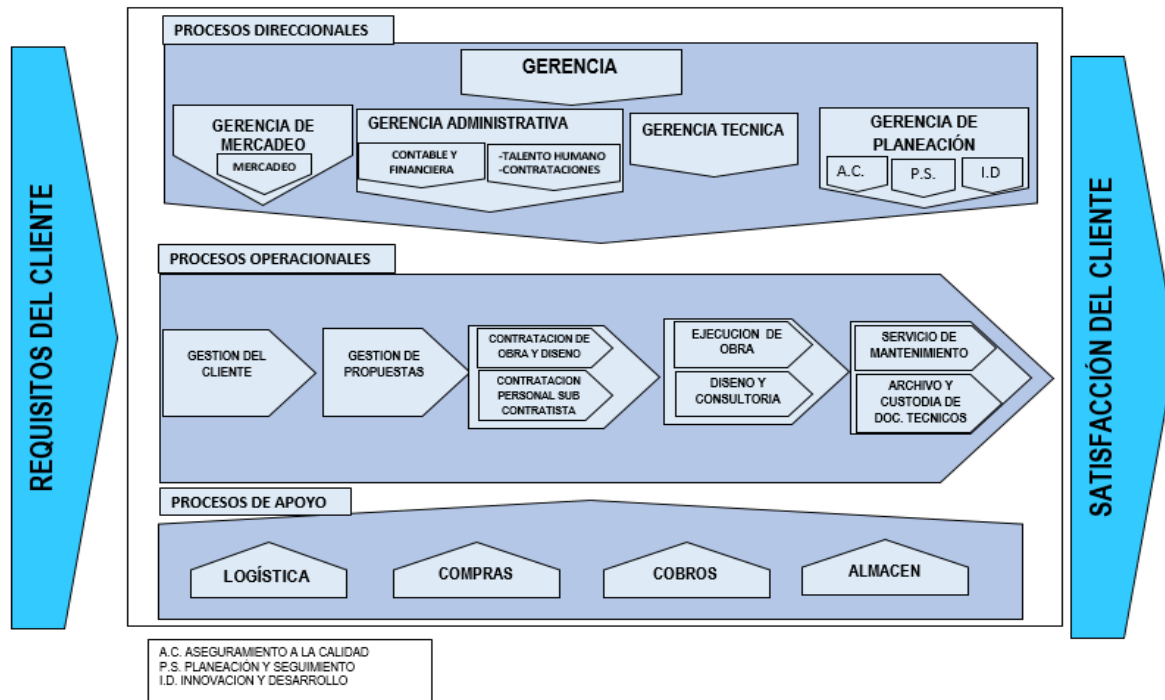 PROCESOS DIRECCIONALES
GERENCIA
GERENCIA DE
MERCADEO
MERCADEO
GERENCIA ADMINISTRATIVA
CONTABLE Y
FINANCIERA
-TALENTO HUMANO
-CONTRATACIONES
GERENCIA TECNICA
GERENCIA DE
PLANEACIÓN
A.C.
P.S.
I.D
REQUISITOS DEL CLIENTE
PROCESOS OPERACIONALES
GESTION DEL
CLIENTE
GESTION DE
PROPUESTAS
CONTRATACION DE
OBRA Y DISENO
CONTRATACION
PERSONAL SUB
CONTRATISTA
EJECUCION DE
OBRA
DISENO Y
CONSULTORIA
SERVICIO DE
MANTENIMIENTO
ARCHIVO Y
CUSTODIA DE
DOC. TECNICOS
SATISFACCIÓN DEL CLIENTE
PROCESOS DE APOYO
LOGÍSTICA
COMPRAS
COBROS
ALMACEN
A.C. ASEGURAMIENTO A LA CALIDAD
P.S. PLANEACIÓN Y SEGUIMIENTO
I.D. INNOVACION Y DESARROLLO